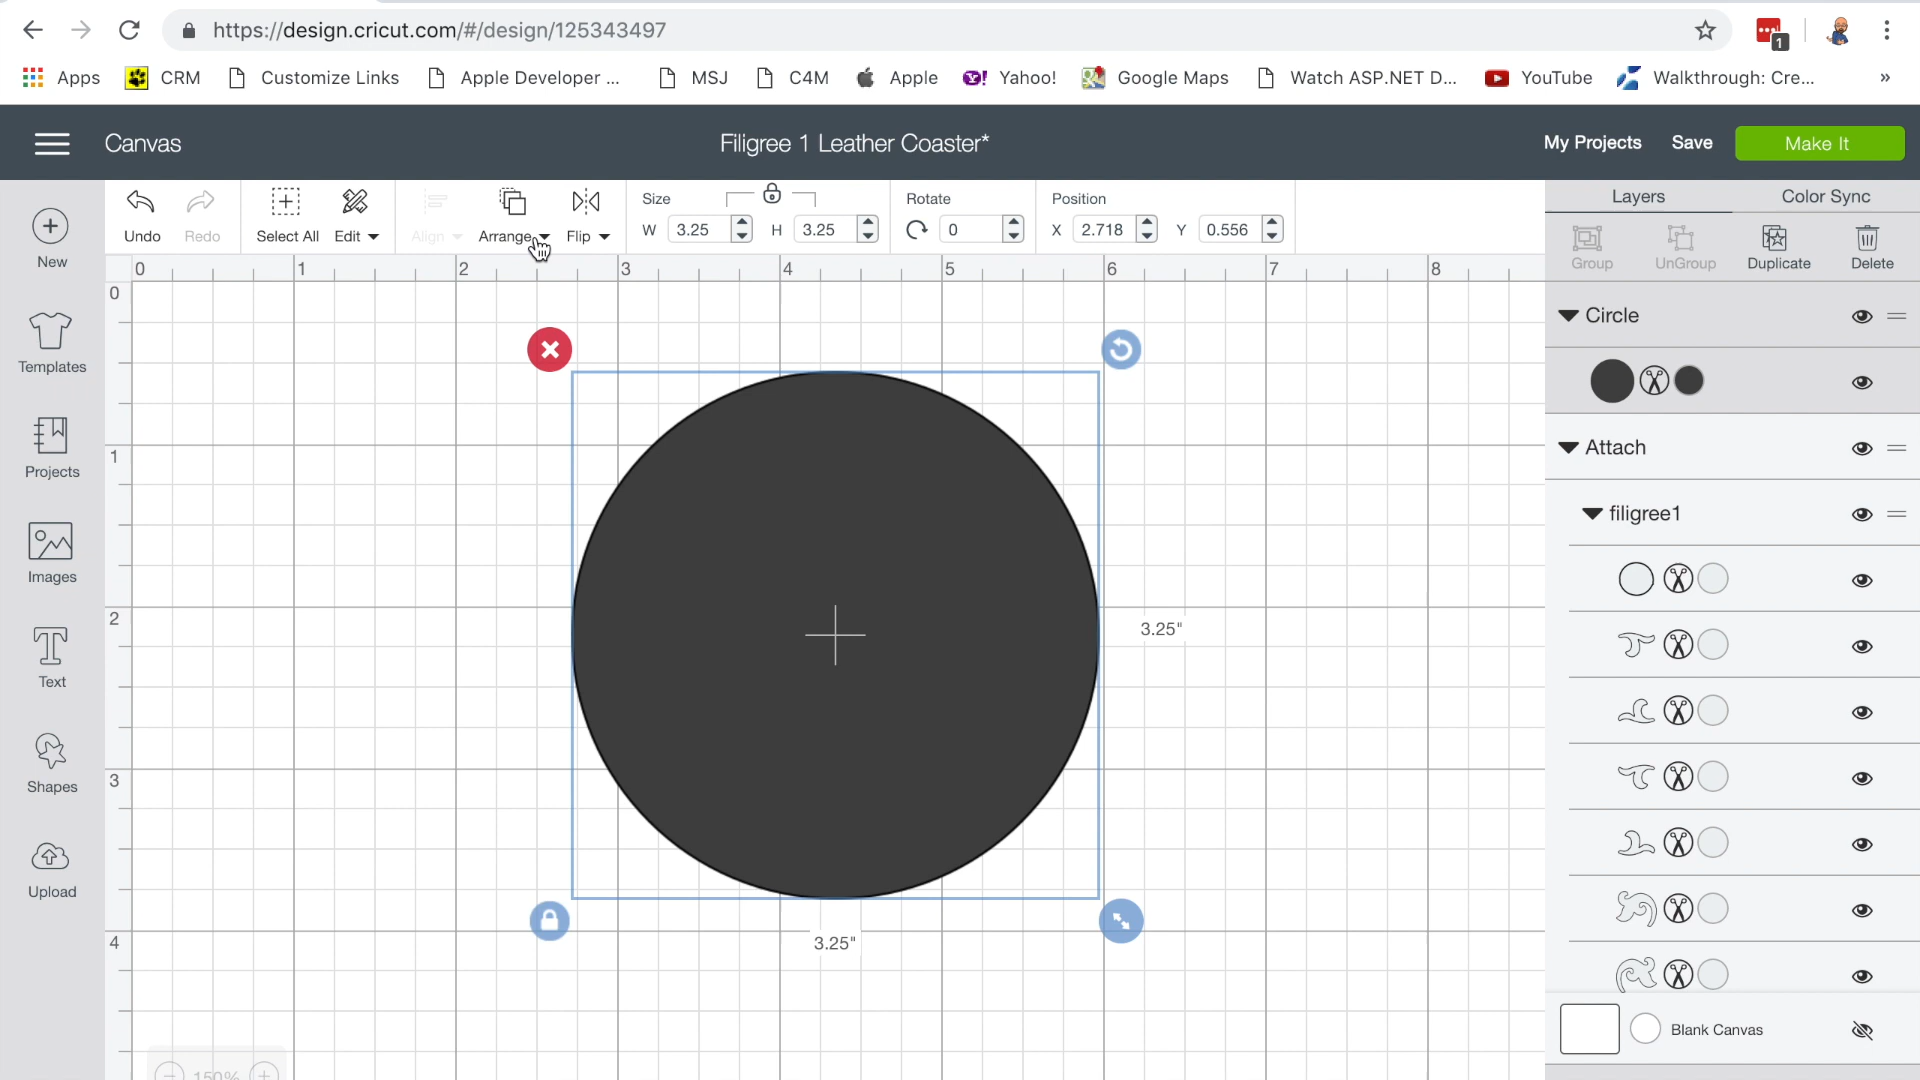 https://design.cricut.com/#/design/125343497
1
Apps CRM Customize Links Apple Developer ... MSJ C4M Apple Yahoo! Google Maps Watch ASP.NET D... YouTube Walkthrough: Cre... »
Canvas Filigree 1 Leather Coaster* My Projects Save Make It
Undo Redo Select All Edit Align Arrange Flip
Size
W 3.25 H 3.25
Rotate
0
Position
X 2.718 Y 0.556
Layers Color Sync
Group UnGroup Duplicate Delete
New
Templates
Projects
Images
Text
Shapes
Upload
0 1 2 3 4 5 6 7 8
0
1
2
3
4
3.25"
3.25"
150%
Circle
Attach
filigree1
Blank Canvas